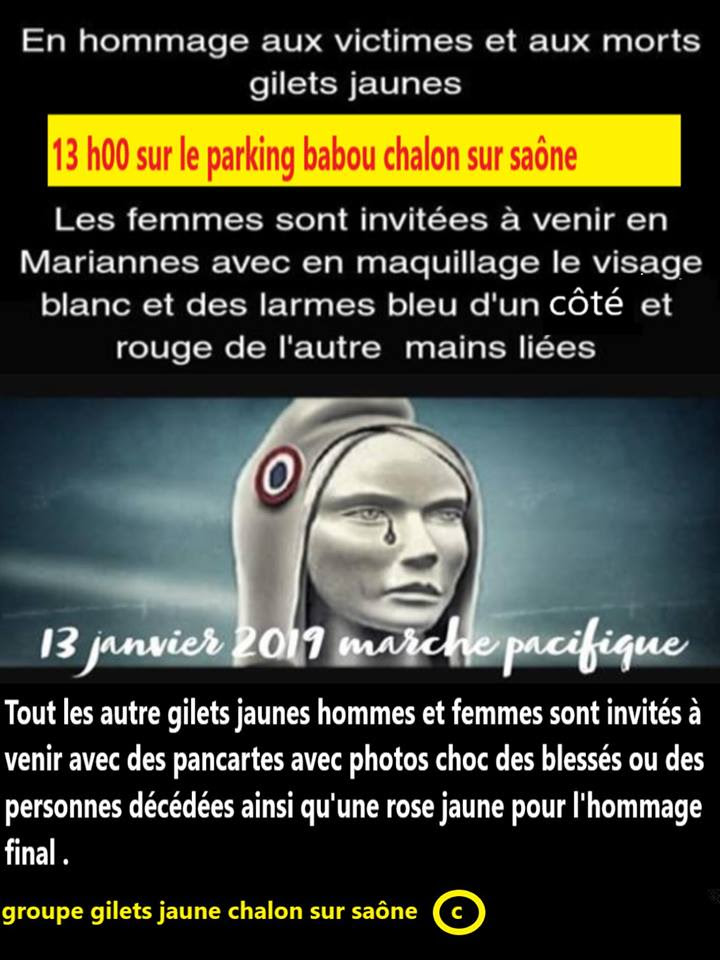 En hommage aux victimes et aux morts
gilets jaunes
13 h00 sur le parking babou chalon sur saône
Les femmes sont invitées à venir en
Mariannes avec en maquillage le visage
blanc et des larmes bleu d'un côté et
rouge de l'autre mains liées
13 janvier 2019 marche pacifique
Tout les autre gilets jaunes hommes et femmes sont invités à
venir avec des pancartes avec photos choc des blessés ou des
personnes décédées ainsi qu'une rose jaune pour l'hommage
final .
groupe gilets jaune chalon sur saône c